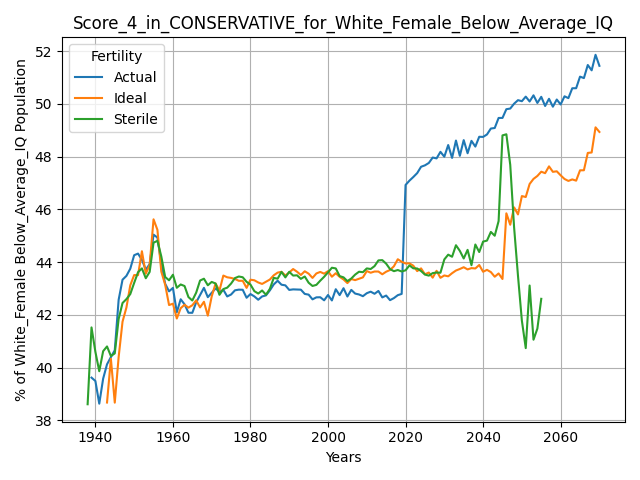 Score_4_in_CONSERVATIVE_for_White_Female_Below_Average_IQ
% of White_Female Below_Average_IQ Population
52
50
48
46
44
42
40
38
Fertility
Actual
Ideal
Sterile
1940 1960 1980 2000 2020 2040 2060
Years